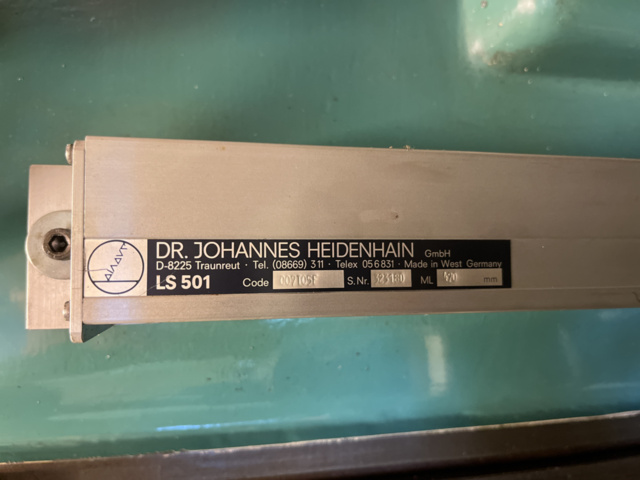 DR. JOHANNES HEIDENHAIN GmbH
D-8225 Traunreut · Tel. (08669) 311 · Telex 056831 · Made in West Germany
LS 501 Code S.Nr. ML mm